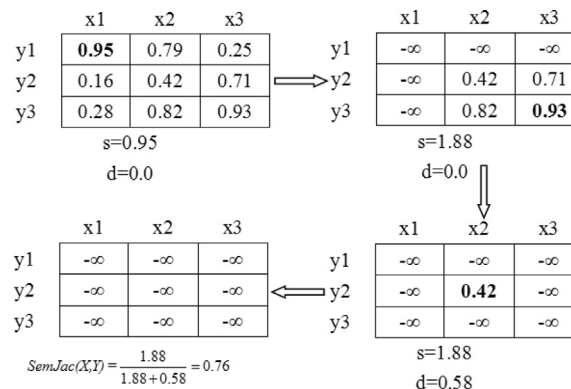 x1 x2 x3
y1 0.95 0.79 0.25
y2 0.16 0.42 0.71
y3 0.28 0.82 0.93
s=0.95
d=0.0
x1 x2 x3
y1 -∞ -∞ -∞
y2 -∞ 0.42 0.71
y3 -∞ 0.82 0.93
s=1.88
d=0.0
x1 x2 x3
y1 -∞ -∞ -∞
y2 -∞ 0.42 -∞
y3 -∞ -∞ -∞
s=1.88
d=0.58
x1 x2 x3
y1 -∞ -∞ -∞
y2 -∞ -∞ -∞
y3 -∞ -∞ -∞
SemJac(X,Y) = 1.88 / 1.88+0.58 = 0.76